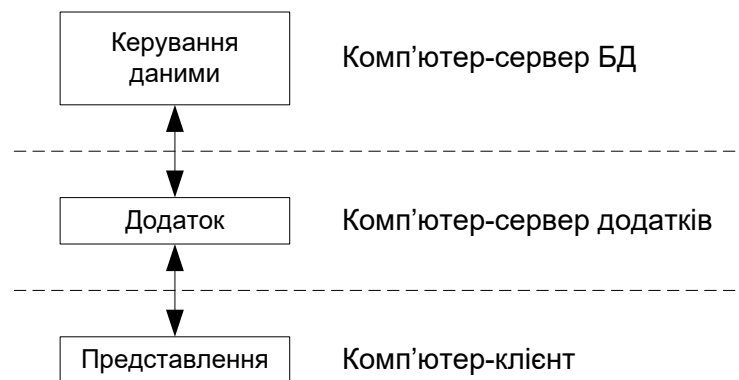 Керування
даними
Комп’ютер-сервер БД
Додаток
Комп’ютер-сервер додатків
Представлення
Комп’ютер-клієнт